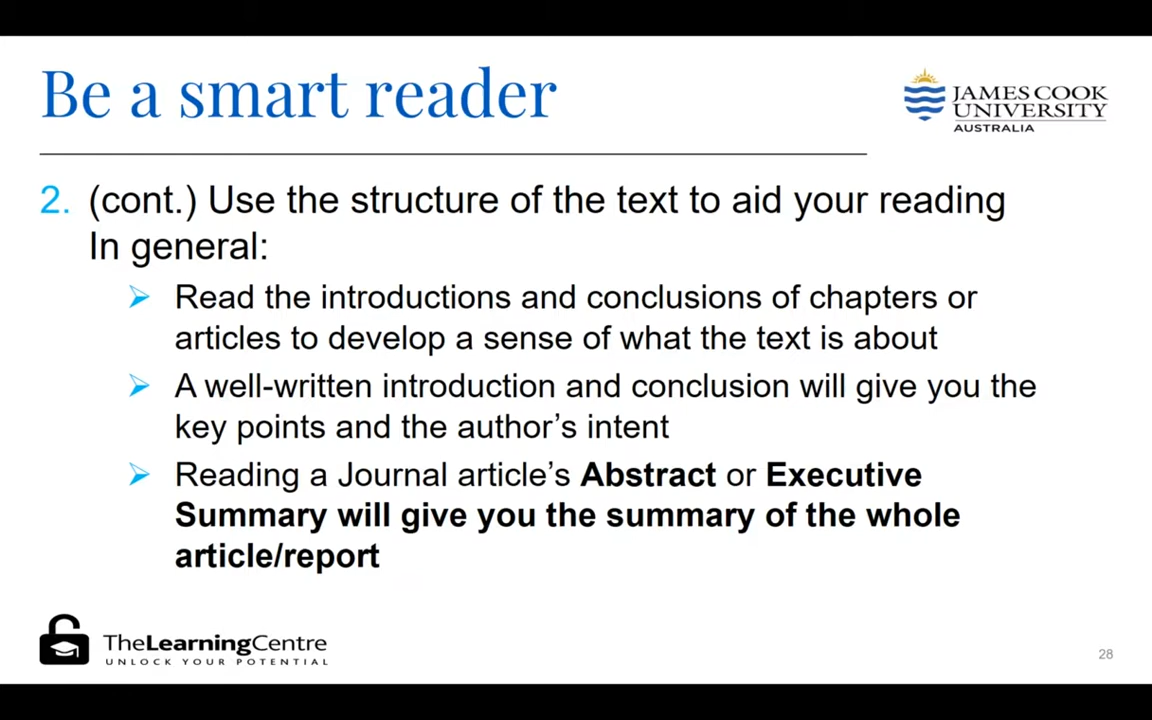 Be a smart reader
JAMES COOK
UNIVERSITY
AUSTRALIA
2. (cont.) Use the structure of the text to aid your reading
In general:
Read the introductions and conclusions of chapters or
articles to develop a sense of what the text is about
A well-written introduction and conclusion will give you the
key points and the author’s intent
Reading a Journal article’s Abstract or Executive
Summary will give you the summary of the whole
article/report
TheLearningCentre
UNLOCK YOUR POTENTIAL
28